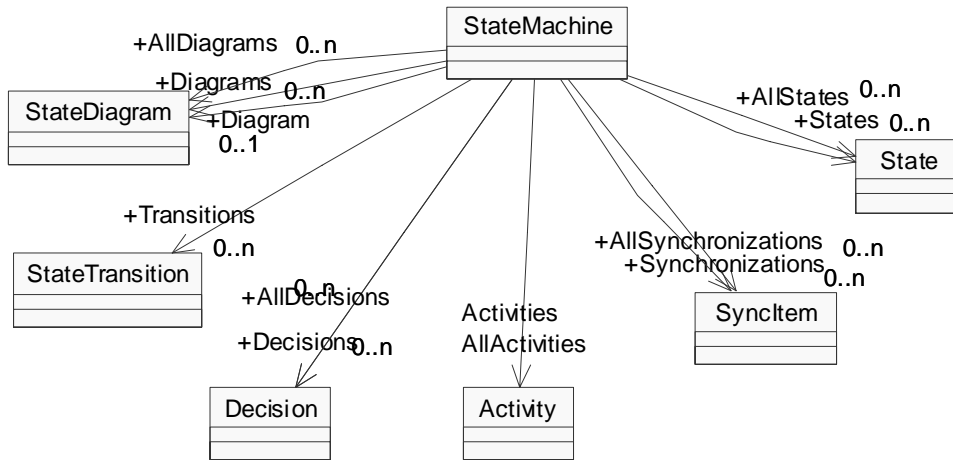 StateMachine
+AllDiagrams 0..n
+Diagrams 0..n
StateDiagram
+Diagram
0..1
+AllStates 0..n
+States 0..n
State
+Transitions
0..n
StateTransition
+AllSynchronizations 0..n
+Synchronizations 0..n
SyncItem
+AllDecisions 0..n
+Decisions 0..n
Activities
AllActivities
Decision
Activity